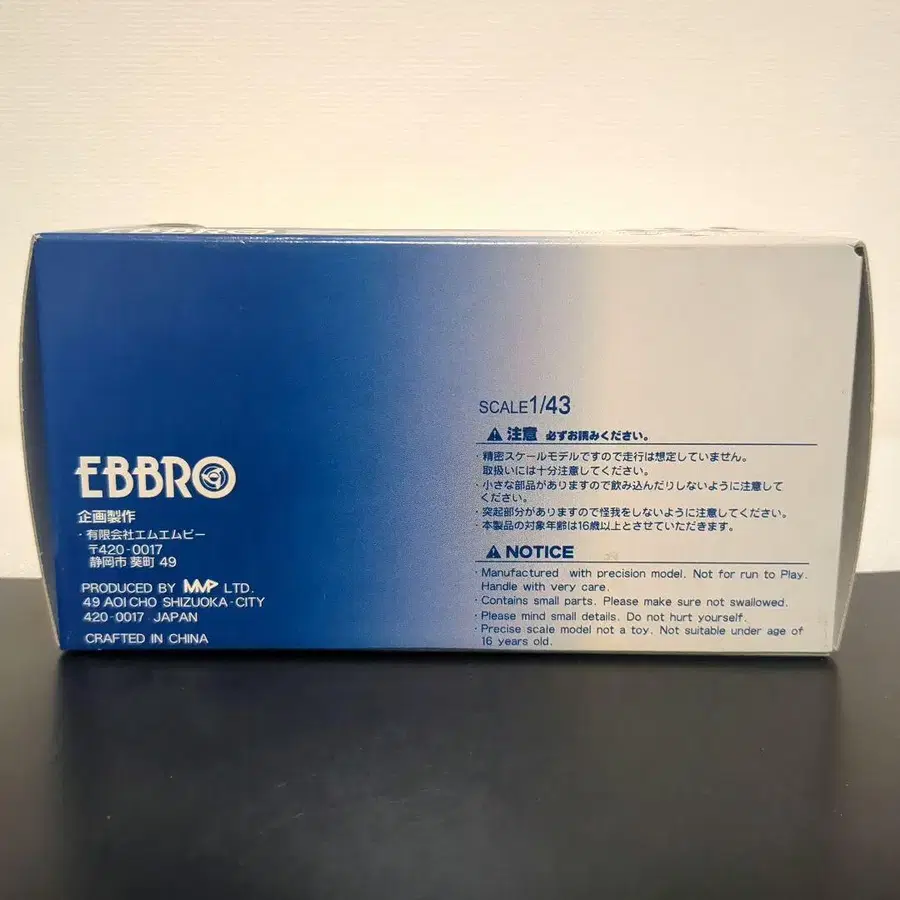 EBBRO
企画製作
・有限会社エムエムピー
〒420-0017
静岡市 葵町 49
PRODUCED BY MMP LTD.
49 AOI CHO SHIZUOKA-CITY
420-0017 JAPAN
CRAFTED IN CHINA
SCALE1/43
⚠ 注意 必ずお読みください。
・精密スケールモデルですので走行は想定していません。
取扱いには十分注意してください。
・小さな部品がありますので飲み込んだりしないように注意して
ください。
・突起部分がありますので怪我をしないように注意してください。
・本製品の対象年齢は16歳以上とさせていただきます。
⚠ NOTICE
・Manufactured with precision model. Not for run to Play.
Handle with very care.
・Contains small parts. Please make sure not swallowed.
・Please mind small details. Do not hurt yourself.
・Precise scale model not a toy. Not suitable under age of
16 years old.